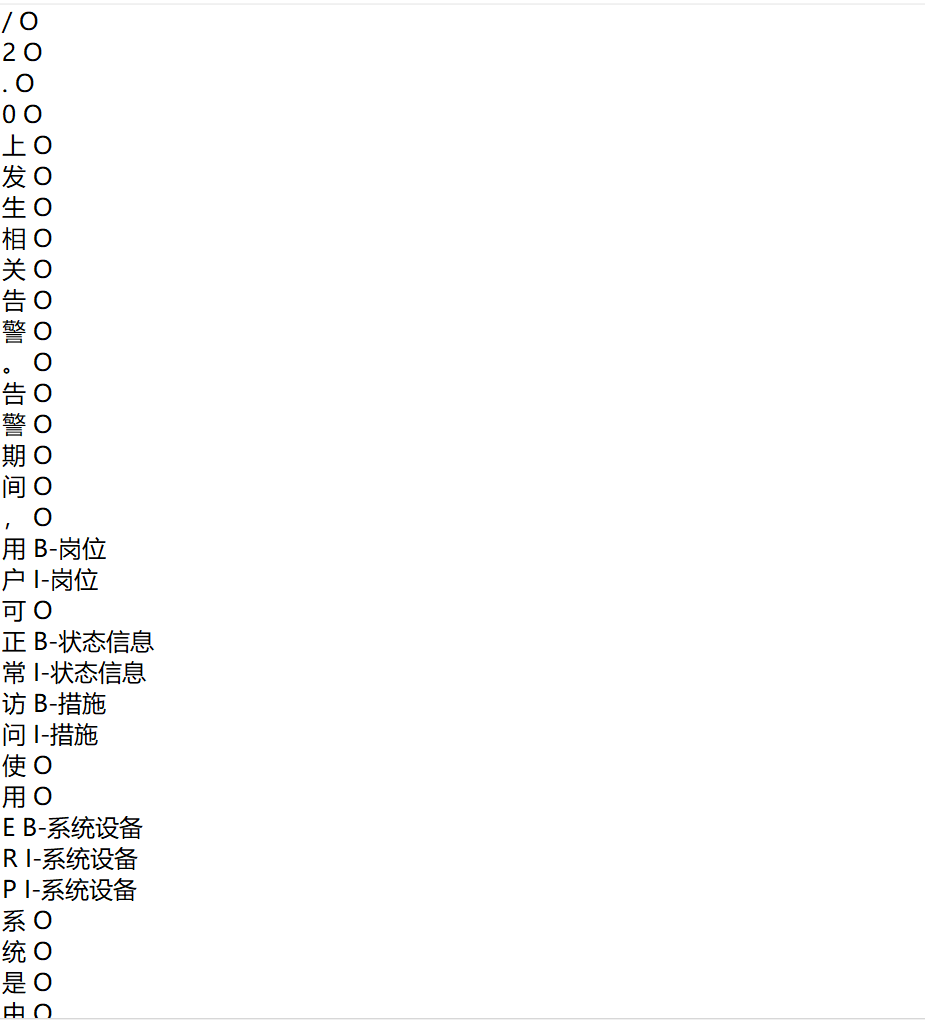 / O
2 O
. O
0 O
上 O
发 O
生 O
相 O
关 O
告 O
警 O
。 O
告 O
警 O
期 O
间 O
， O
用 B-岗位
户 I-岗位
可 O
正 B-状态信息
常 I-状态信息
访 B-措施
问 I-措施
使 O
用 O
E B-系统设备
R I-系统设备
P I-系统设备
系 O
统 O
是 O
O